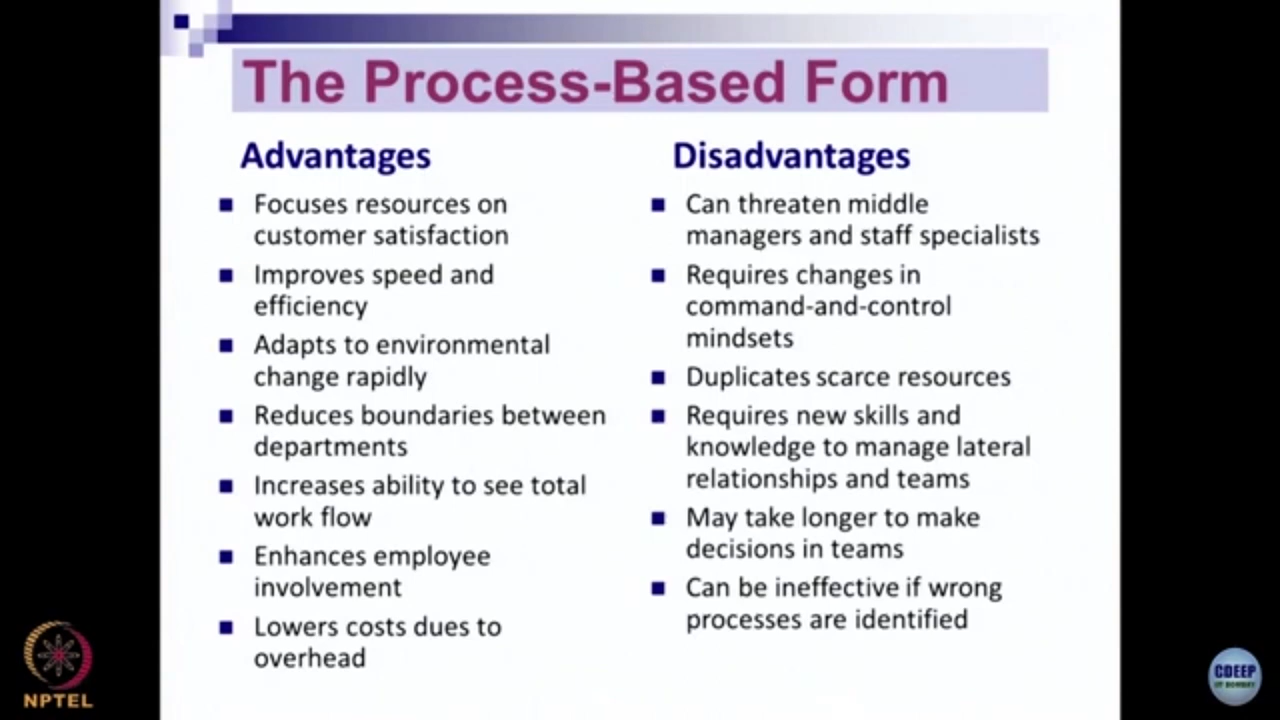 The Process-Based Form
Advantages
Focuses resources on
customer satisfaction
Improves speed and
efficiency
Adapts to environmental
change rapidly
Reduces boundaries between
departments
Increases ability to see total
work flow
Enhances employee
involvement
Lowers costs dues to
overhead
Disadvantages
Can threaten middle
managers and staff specialists
Requires changes in
command-and-control
mindsets
Duplicates scarce resources
Requires new skills and
knowledge to manage lateral
relationships and teams
May take longer to make
decisions in teams
Can be ineffective if wrong
processes are identified
NPTEL
CDEEP
IIT BOMBAY